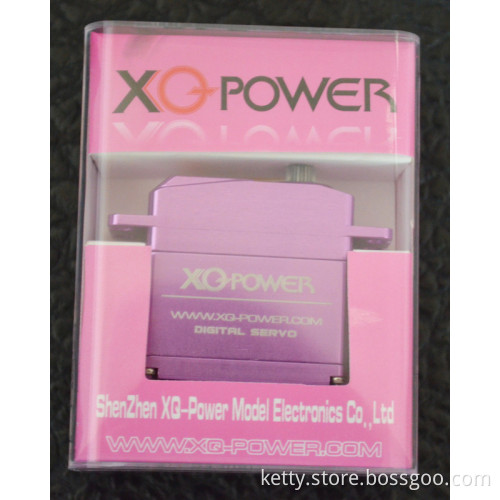 XQ-POWER
XQ-POWER
WWW.XQ-POWER.COM
DIGITAL SERVO
ShenZhen XQ-Power Model Electronics Co,.Ltd
WWW.XQ-POWER.COM
ketty.store.bossgoo.com